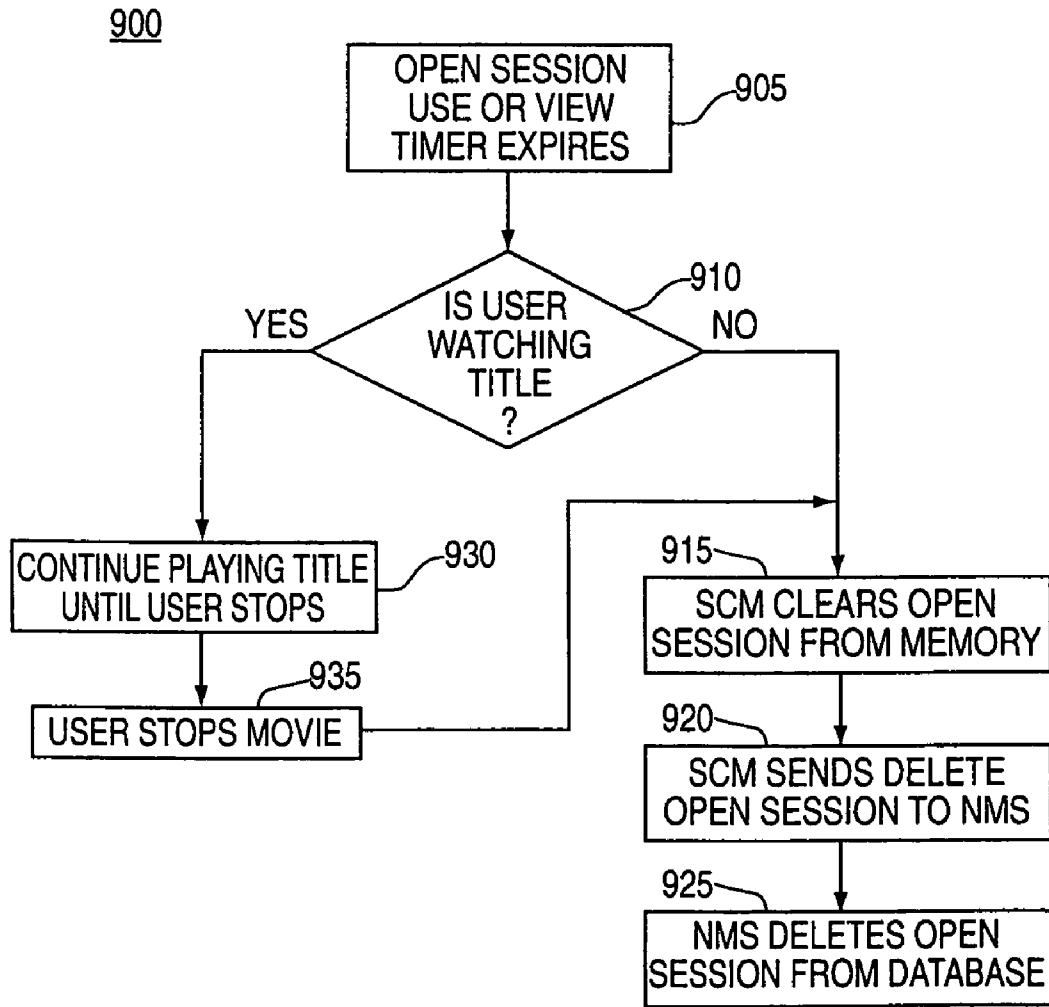 900
OPEN SESSION
USE OR VIEW
TIMER EXPIRES
905
910
IS USER
WATCHING
TITLE
?
YES
NO
CONTINUE PLAYING TITLE
UNTIL USER STOPS
930
935
USER STOPS MOVIE
915
SCM CLEARS OPEN
SESSION FROM MEMORY
920
SCM SENDS DELETE
OPEN SESSION TO NMS
925
NMS DELETES OPEN
SESSION FROM DATABASE